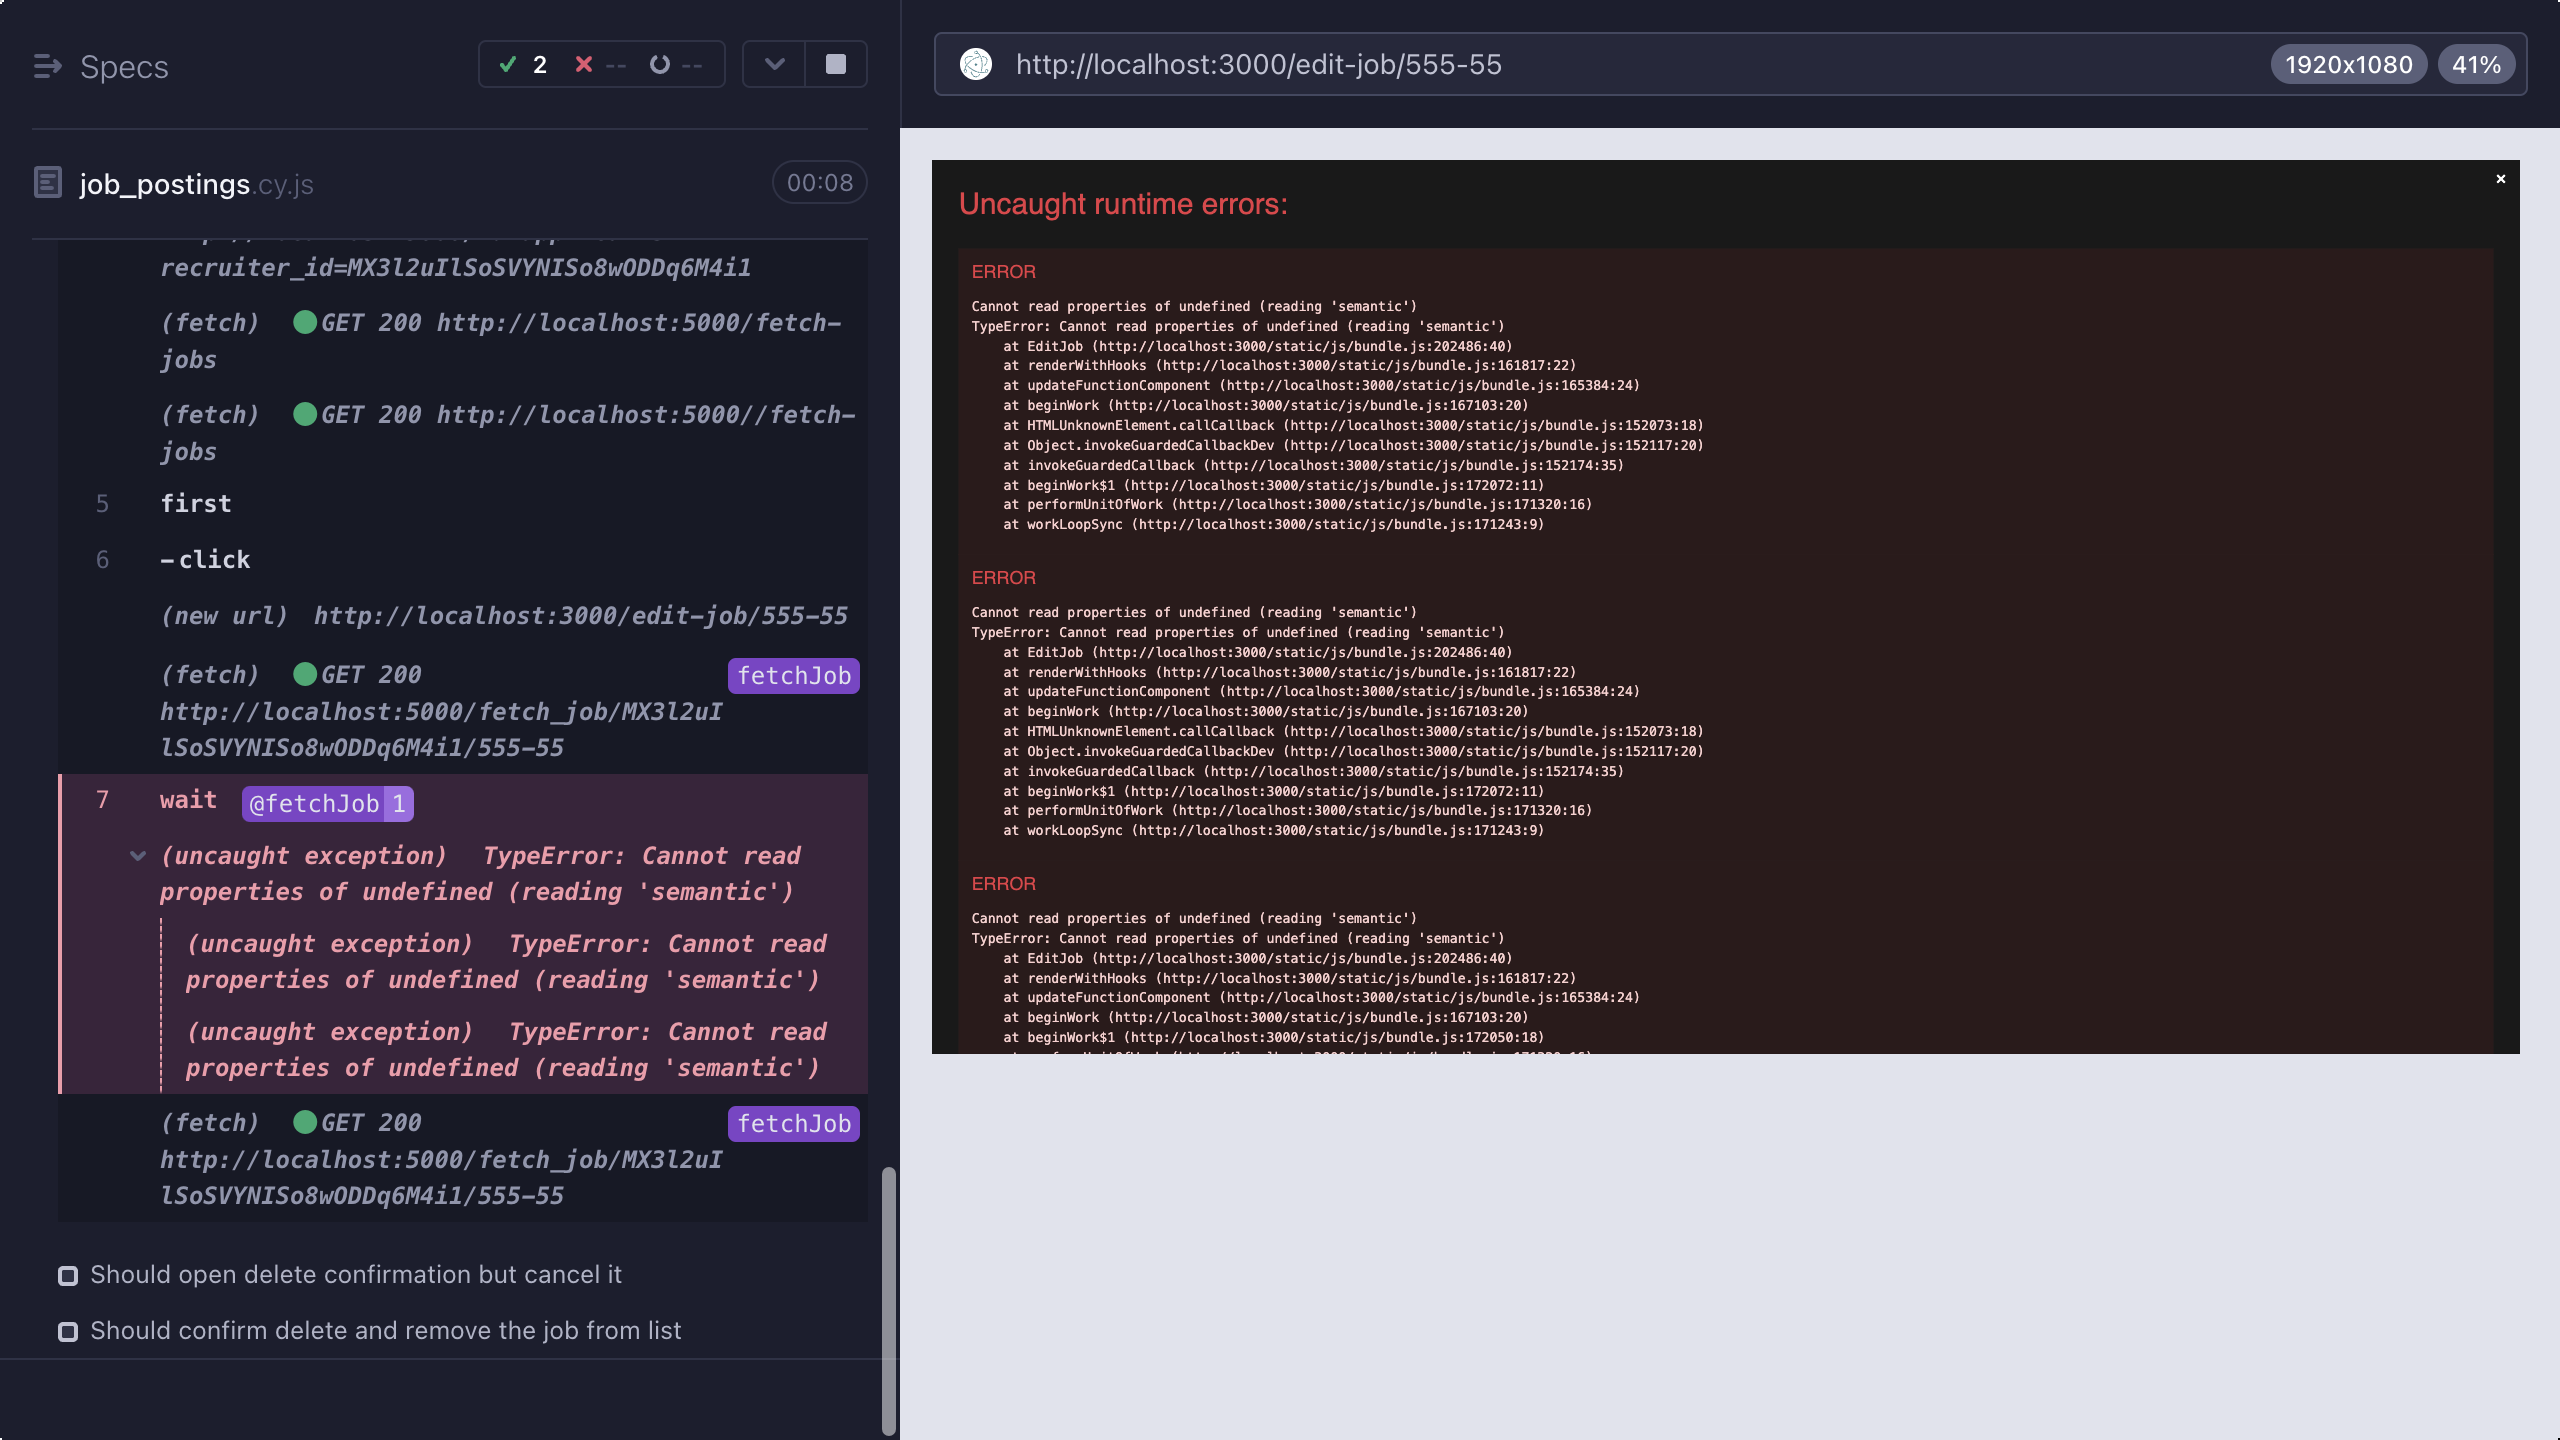 Specs
2 -- --
job_postings.cy.js 00:08
recruiter_id=MX3l2uIlSoSVYNISo8wODDq6M4i1
(fetch) GET 200 http://localhost:5000/fetch-
jobs
(fetch) GET 200 http://localhost:5000//fetch-
jobs
5 first
6 -click
(new url) http://localhost:3000/edit-job/555-55
(fetch) GET 200 fetchJob
http://localhost:5000/fetch_job/MX3l2uI
lSoSVYNISo8wODDq6M4i1/555-55
7 wait @fetchJob 1
(uncaught exception) TypeError: Cannot read
properties of undefined (reading 'semantic')
(uncaught exception) TypeError: Cannot read
properties of undefined (reading 'semantic')
(uncaught exception) TypeError: Cannot read
properties of undefined (reading 'semantic')
(fetch) GET 200 fetchJob
http://localhost:5000/fetch_job/MX3l2uI
lSoSVYNISo8wODDq6M4i1/555-55
Should open delete confirmation but cancel it
Should confirm delete and remove the job from list
http://localhost:3000/edit-job/555-55 1920x1080 41%
×
Uncaught runtime errors:
ERROR
Cannot read properties of undefined (reading 'semantic')
TypeError: Cannot read properties of undefined (reading 'semantic')
at EditJob (http://localhost:3000/static/js/bundle.js:202486:40)
at renderWithHooks (http://localhost:3000/static/js/bundle.js:161817:22)
at updateFunctionComponent (http://localhost:3000/static/js/bundle.js:165384:24)
at beginWork (http://localhost:3000/static/js/bundle.js:167103:20)
at HTMLUnknownElement.callCallback (http://localhost:3000/static/js/bundle.js:152073:18)
at Object.invokeGuardedCallbackDev (http://localhost:3000/static/js/bundle.js:152117:20)
at invokeGuardedCallback (http://localhost:3000/static/js/bundle.js:152174:35)
at beginWork$1 (http://localhost:3000/static/js/bundle.js:172072:11)
at performUnitOfWork (http://localhost:3000/static/js/bundle.js:171320:16)
at workLoopSync (http://localhost:3000/static/js/bundle.js:171243:9)
ERROR
Cannot read properties of undefined (reading 'semantic')
TypeError: Cannot read properties of undefined (reading 'semantic')
at EditJob (http://localhost:3000/static/js/bundle.js:202486:40)
at renderWithHooks (http://localhost:3000/static/js/bundle.js:161817:22)
at updateFunctionComponent (http://localhost:3000/static/js/bundle.js:165384:24)
at beginWork (http://localhost:3000/static/js/bundle.js:167103:20)
at HTMLUnknownElement.callCallback (http://localhost:3000/static/js/bundle.js:152073:18)
at Object.invokeGuardedCallbackDev (http://localhost:3000/static/js/bundle.js:152117:20)
at invokeGuardedCallback (http://localhost:3000/static/js/bundle.js:152174:35)
at beginWork$1 (http://localhost:3000/static/js/bundle.js:172072:11)
at performUnitOfWork (http://localhost:3000/static/js/bundle.js:171320:16)
at workLoopSync (http://localhost:3000/static/js/bundle.js:171243:9)
ERROR
Cannot read properties of undefined (reading 'semantic')
TypeError: Cannot read properties of undefined (reading 'semantic')
at EditJob (http://localhost:3000/static/js/bundle.js:202486:40)
at renderWithHooks (http://localhost:3000/static/js/bundle.js:161817:22)
at updateFunctionComponent (http://localhost:3000/static/js/bundle.js:165384:24)
at beginWork (http://localhost:3000/static/js/bundle.js:167103:20)
at beginWork$1 (http://localhost:3000/static/js/bundle.js:172050:18)